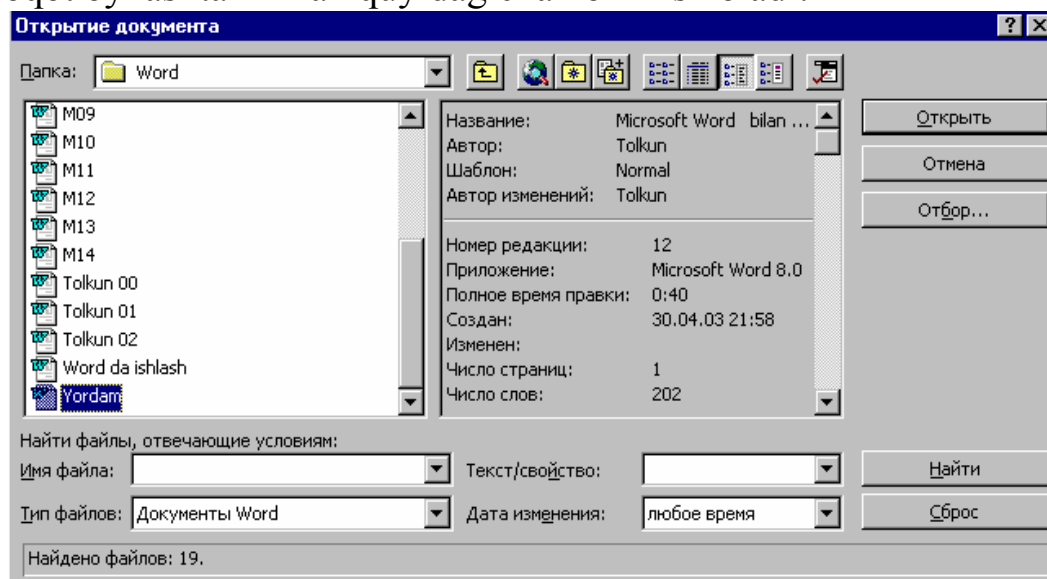 Открытие документа
Папка: Word
M09
M10
M11
M12
M13
M14
Tolkun 00
Tolkun 01
Tolkun 02
Word da ishlash
Yordam
Название: Microsoft Word bilan ...
Автор: Tolkun
Шаблон: Normal
Автор изменений: Tolkun
Номер редакции: 12
Приложение: Microsoft Word 8.0
Полное время правки: 0:40
Создан: 30.04.03 21:58
Изменен:
Число страниц: 1
Число слов: 202
Открыть
Отмена
Отбор...
Найти файлы, отвечающие условиям:
Имя файла: Текст/свойство: Найти
Тип файлов: Документы Word Дата изменения: любое время Сброс
Найдено файлов: 19.